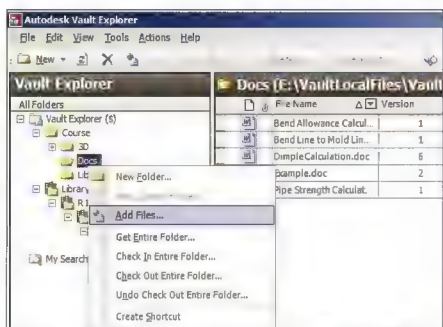 Autodesk Vault Explorer
File Edit View Tools Actions Help
New
Vault Explorer
Docs (E:\VaultLocalFiles\Vault
All Folders
File Name Version
Vault Explorer ($)
Bend Allowance Calcul... 1
Course
Bend Line to Mold Lin... 1
3D
DimpleCalculation.doc 6
Docs
Example.doc 2
Lib
New Folder...
Pipe Strength Calculat. 1
Library
R1
Add Files...
Get Entire Folder...
My Search
Check In Entire Folder...
Check Out Entire Folder...
Undo Check Out Entire Folder...
Create Shortcut